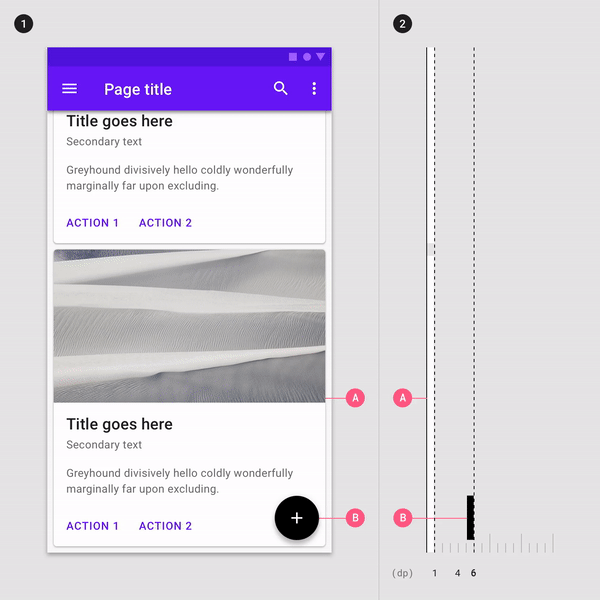 1
2
Page title
Title goes here
Secondary text
Greyhound divisively hello coldly wonderfully
marginally far upon excluding.
ACTION 1 ACTION 2
A
A
Title goes here
Secondary text
Greyhound divisively hello coldly wonderfully
marginally far upon excluding.
ACTION 1 ACTION 2
+
B
B
(dp) 1 4 6